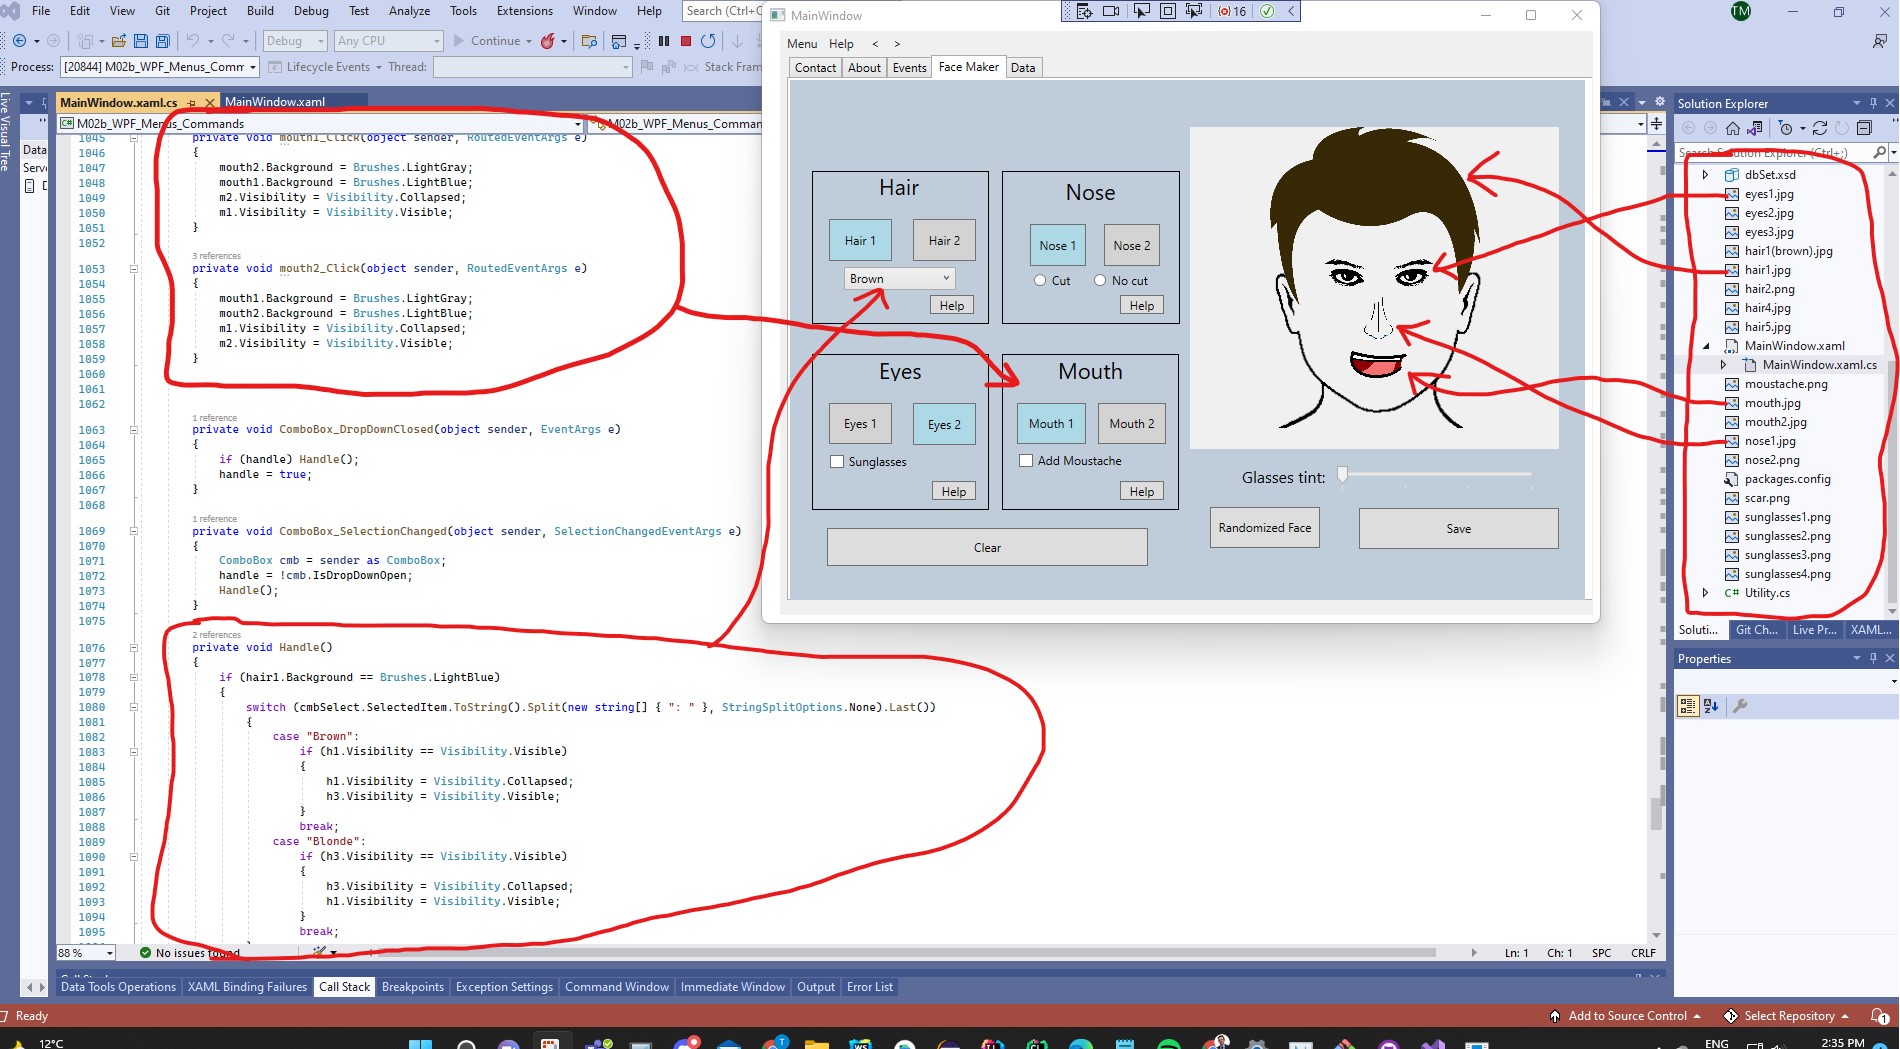 File Edit View Git Project Build Debug Test Analyze Tools Extensions Window Help Search (Ctrl+
TM
Debug Any CPU Continue
Process: [20844] M02b_WPF_Menus_Comm Lifecycle Events Thread: Stack Fram
MainWindow.xaml.cs MainWindow.xaml
M02b_WPF_Menus_Commands M02b_WPF_Menus_Comman
Live Visual Tree
Data
Serv
1045 private void mouth1_Click(object sender, RoutedEventArgs e)
1046 {
1047 mouth2.Background = Brushes.LightGray;
1048 mouth1.Background = Brushes.LightBlue;
1049 m2.Visibility = Visibility.Collapsed;
1050 m1.Visibility = Visibility.Visible;
1051 }
1052
3 references
1053 private void mouth2_Click(object sender, RoutedEventArgs e)
1054 {
1055 mouth1.Background = Brushes.LightGray;
1056 mouth2.Background = Brushes.LightBlue;
1057 m1.Visibility = Visibility.Collapsed;
1058 m2.Visibility = Visibility.Visible;
1059 }
1060
1061
1062
1 reference
1063 private void ComboBox_DropDownClosed(object sender, EventArgs e)
1064 {
1065 if (handle) Handle();
1066 handle = true;
1067 }
1068
1 reference
1069 private void ComboBox_SelectionChanged(object sender, SelectionChangedEventArgs e)
1070 {
1071 ComboBox cmb = sender as ComboBox;
1072 handle = !cmb.IsDropDownOpen;
1073 Handle();
1074 }
1075
2 references
1076 private void Handle()
1077 {
1078 if (hair1.Background == Brushes.LightBlue)
1079 {
1080 switch (cmbSelect.SelectedItem.ToString().Split(new string[] { ": " }, StringSplitOptions.None).Last())
1081 {
1082 case "Brown":
1083 if (h1.Visibility == Visibility.Visible)
1084 {
1085 h1.Visibility = Visibility.Collapsed;
1086 h3.Visibility = Visibility.Visible;
1087 }
1088 break;
1089 case "Blonde":
1090 if (h3.Visibility == Visibility.Visible)
1091 {
1092 h3.Visibility = Visibility.Collapsed;
1093 h1.Visibility = Visibility.Visible;
1094 }
1095 break;
88 % No issues found Ln: 1 Ch: 1 SPC CRLF
MainWindow
16
Menu Help < >
Contact About Events Face Maker Data
Hair
Hair 1 Hair 2
Brown
Help
Nose
Nose 1 Nose 2
Cut No cut
Help
Eyes
Eyes 1 Eyes 2
Sunglasses
Help
Mouth
Mouth 1 Mouth 2
Add Moustache
Help
Clear
Glasses tint:
Randomized Face Save
Solution Explorer
Search Solution Explorer (Ctrl+;)
dbSet.xsd
eyes1.jpg
eyes2.jpg
eyes3.jpg
hair1(brown).jpg
hair1.jpg
hair2.png
hair4.jpg
hair5.jpg
MainWindow.xaml
MainWindow.xaml.cs
moustache.png
mouth.jpg
mouth2.jpg
nose1.jpg
nose2.png
packages.config
scar.png
sunglasses1.png
sunglasses2.png
sunglasses3.png
sunglasses4.png
C# Utility.cs
Soluti... Git Ch... Live Pr... XAML...
Properties
Call Stack
Data Tools Operations XAML Binding Failures Call Stack Breakpoints Exception Settings Command Window Immediate Window Output Error List
Ready Add to Source Control Select Repository 1
12°C ENG 2:35 PM